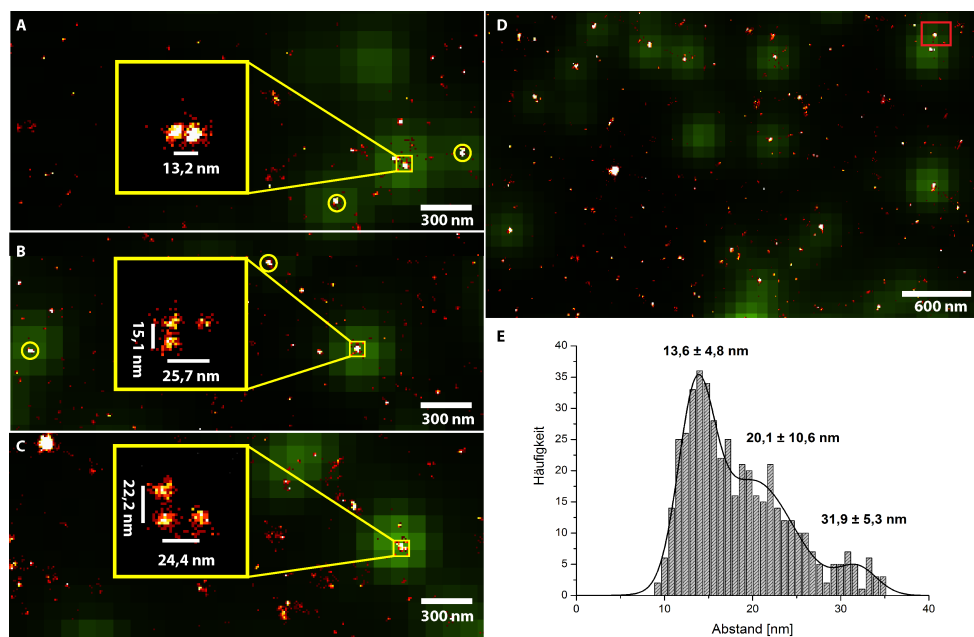 A
13,2 nm
300 nm
B
15,1 nm
25,7 nm
300 nm
C
22,2 nm
24,4 nm
300 nm
D
600 nm
E
13,6 ± 4,8 nm
20,1 ± 10,6 nm
31,9 ± 5,3 nm
Häufigkeit
40
35
30
25
20
15
10
5
0
0 10 20 30 40
Abstand [nm]